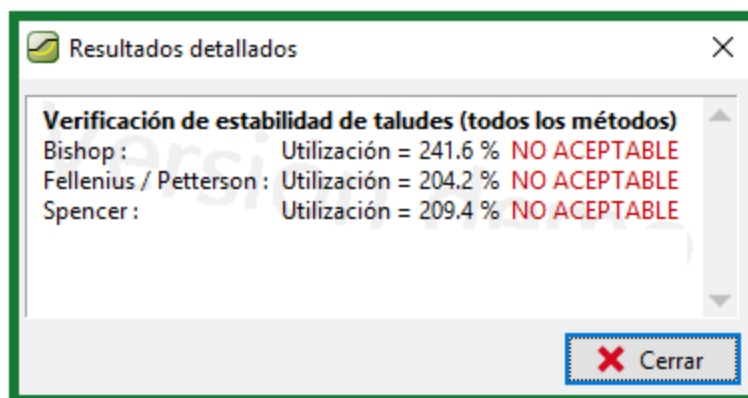 Resultados detallados
Verificación de estabilidad de taludes (todos los métodos)
Bishop : Utilización = 241.6 % NO ACEPTABLE
Fellenius / Petterson : Utilización = 204.2 % NO ACEPTABLE
Spencer : Utilización = 209.4 % NO ACEPTABLE
Version
Cerrar